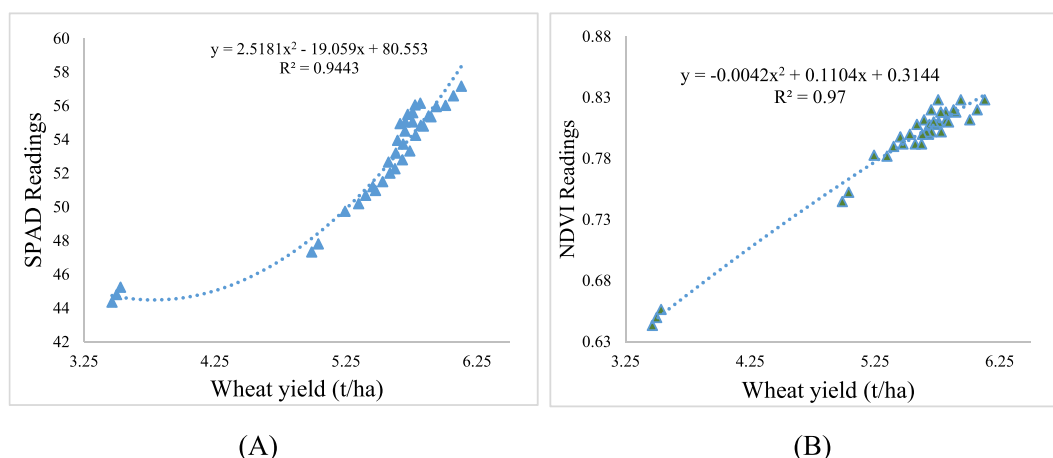 y = 2.5181x² - 19.059x + 80.553
R² = 0.9443
60
58
56
54
52
50
48
46
44
42
SPAD Readings
3.25 4.25 5.25 6.25
Wheat yield (t/ha)
(A)
y = -0.0042x² + 0.1104x + 0.3144
R² = 0.97
0.88
0.83
0.78
0.73
0.68
0.63
NDVI Readings
3.25 4.25 5.25 6.25
Wheat yield (t/ha)
(B)